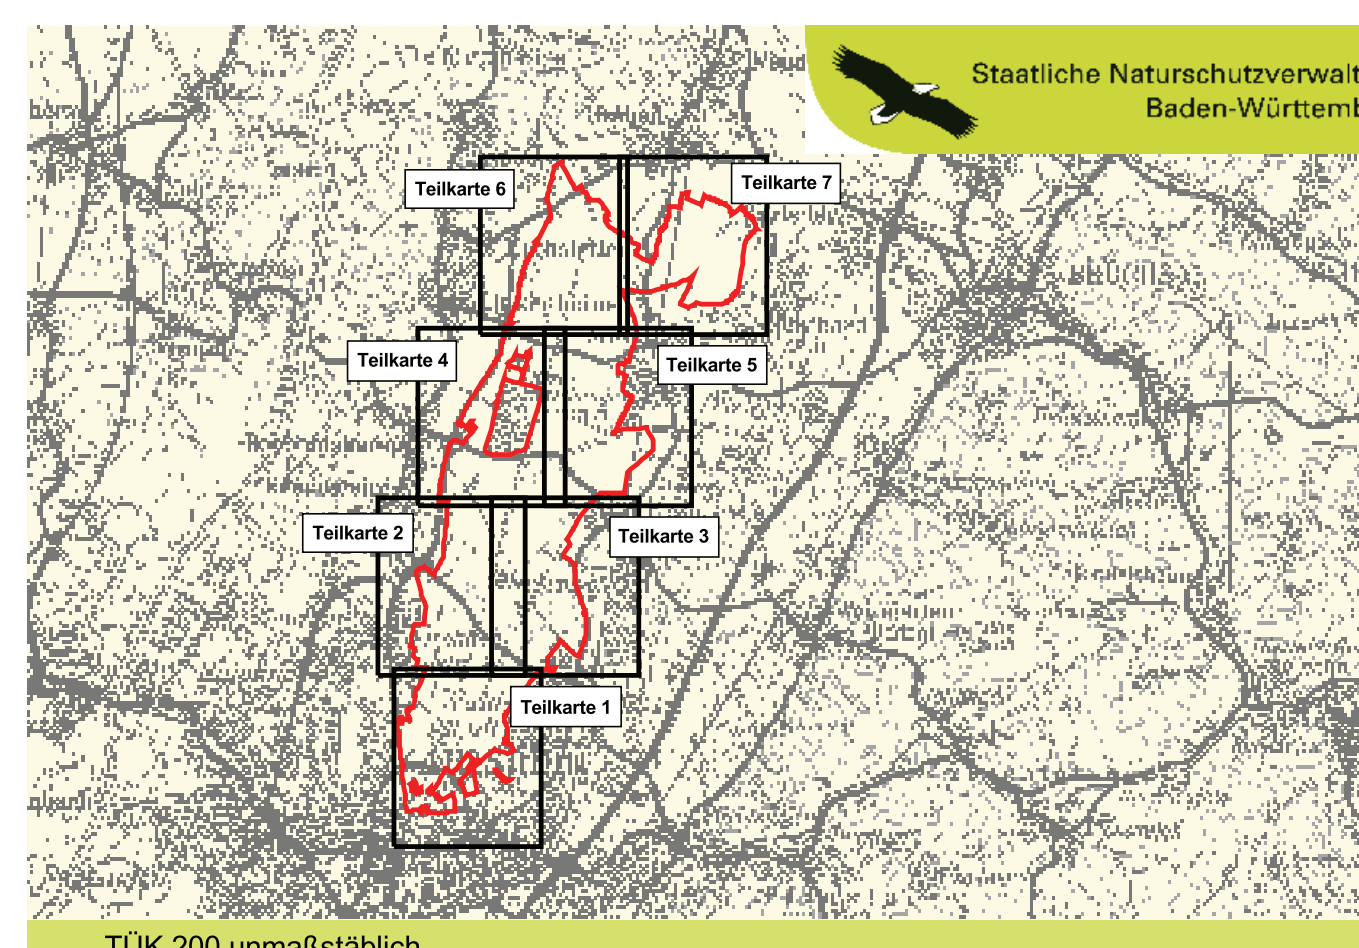 Staatliche Naturschutzverwalt
Baden-Württemb
Teilkarte 6
Teilkarte 7
Teilkarte 4
Teilkarte 5
Teilkarte 2
Teilkarte 3
Teilkarte 1
TÜK 200 unmaßstäblich